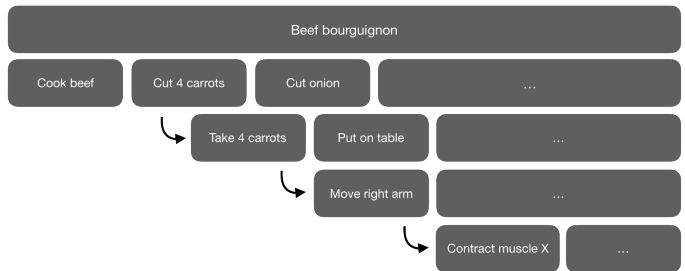 Beef bourguignon
Cook beef
Cut 4 carrots
Cut onion
...
Take 4 carrots
Put on table
...
Move right arm
...
Contract muscle X
...